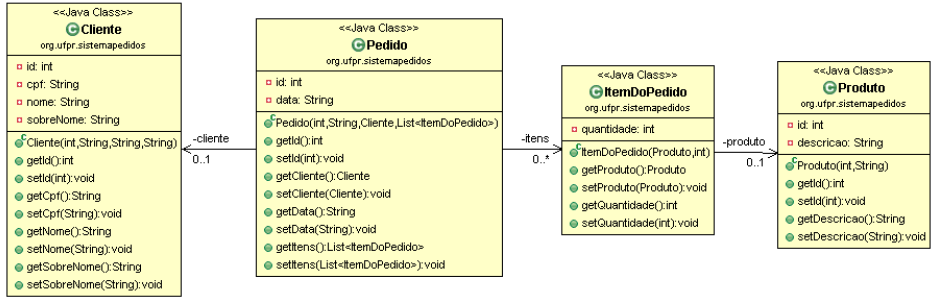 <<Java Class>>
Cliente
org.ufpr.sistemapedidos
id: int
cpf: String
nome: String
sobreNome: String
Cliente(int,String,String,String)
getId():int
setId(int):void
getCpf():String
setCpf(String):void
getNome():String
setNome(String):void
getSobreNome():String
setSobreNome(String):void
-cliente
0..1
<<Java Class>>
Pedido
org.ufpr.sistemapedidos
id: int
data: String
Pedido(int,String,Cliente,List<ItemDoPedido>)
getId():int
setId(int):void
getCliente():Cliente
setCliente(Cliente):void
getData():String
setData(String):void
getItens():List<ItemDoPedido>
setItens(List<ItemDoPedido>):void
-itens
0..*
<<Java Class>>
ItemDoPedido
org.ufpr.sistemapedidos
quantidade: int
ItemDoPedido(Produto,int)
getProduto():Produto
setProduto(Produto):void
getQuantidade():int
setQuantidade(int):void
-produto
0..1
<<Java Class>>
Produto
org.ufpr.sistemapedidos
id: int
descricao: String
Produto(int,String)
getId():int
setId(int):void
getDescricao():String
setDescricao(String):void